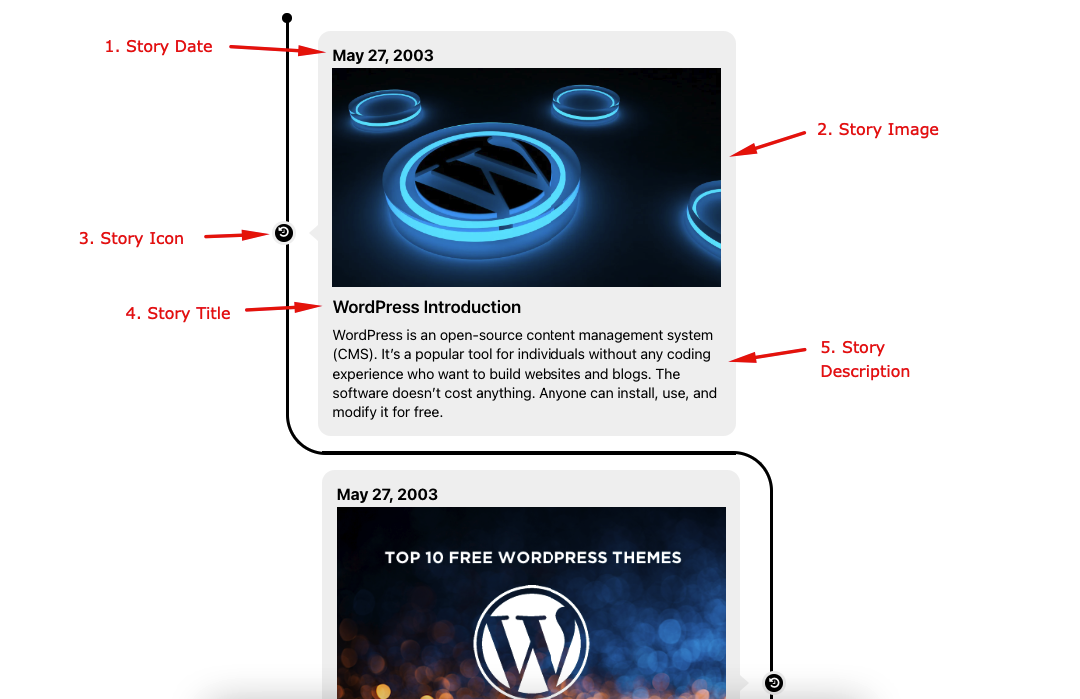 1. Story Date
May 27, 2003
2. Story Image
3. Story Icon
4. Story Title
WordPress Introduction
WordPress is an open-source content management system
(CMS). It’s a popular tool for individuals without any coding
experience who want to build websites and blogs. The
software doesn’t cost anything. Anyone can install, use, and
modify it for free.
5. Story
Description
May 27, 2003
TOP 10 FREE WORDPRESS THEMES